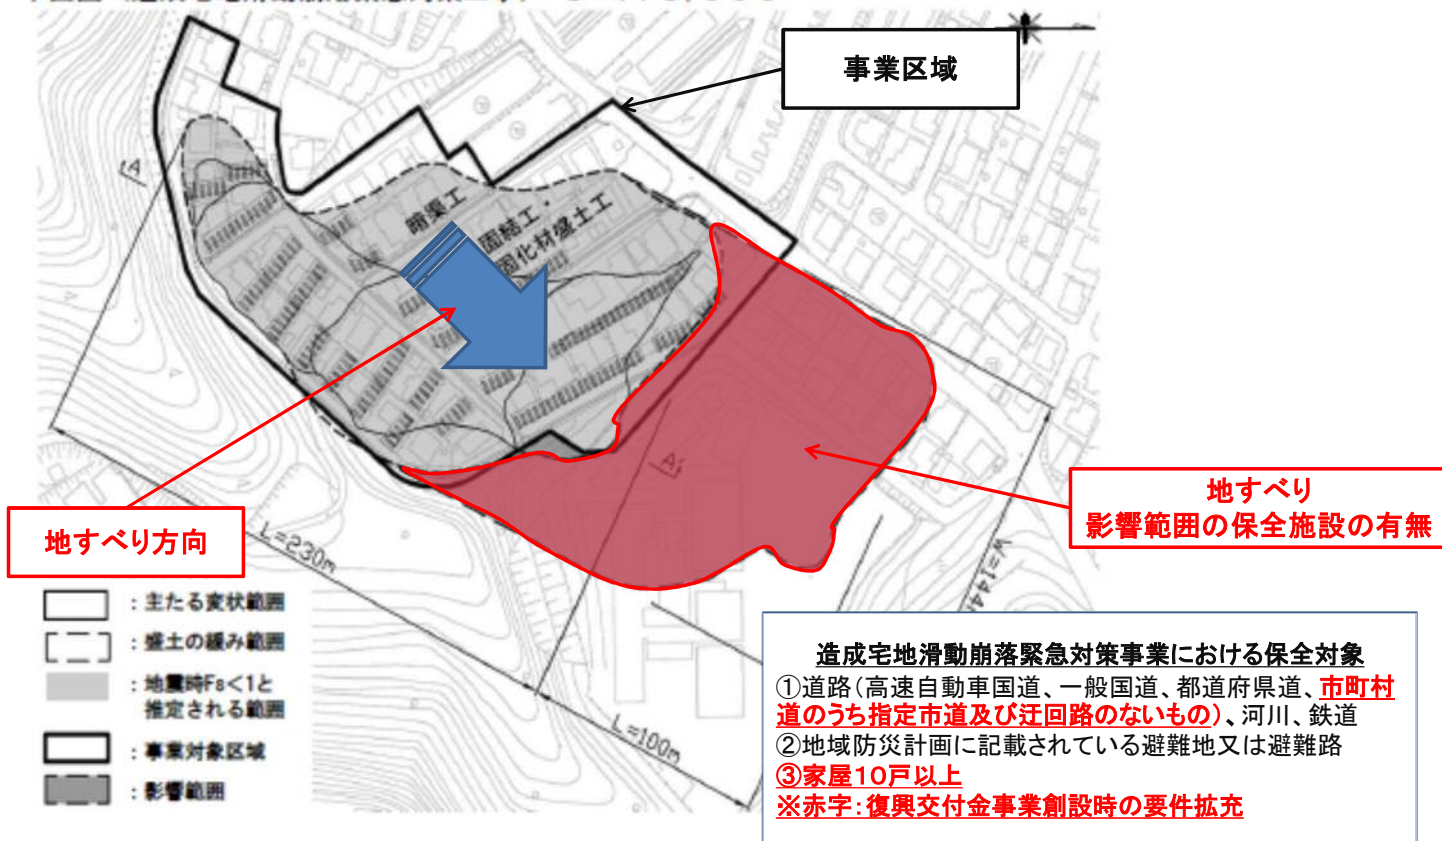 事業区域
A
暗渠工
固結工・
固化材盛土工
A'
地すべり方向
地すべり
影響範囲の保全施設の有無
L=230m
L=100m
W=144
:主たる変状範囲
:盛土の緩み範囲
:地震時Fs<1と
推定される範囲
:事業対象区域
:影響範囲
造成宅地滑動崩落緊急対策事業における保全対象
①道路(高速自動車国道、一般国道、都道府県道、市町村
道のうち指定市道及び迂回路のないもの)、河川、鉄道
②地域防災計画に記載されている避難地又は避難路
③家屋10戸以上
※赤字:復興交付金事業創設時の要件拡充